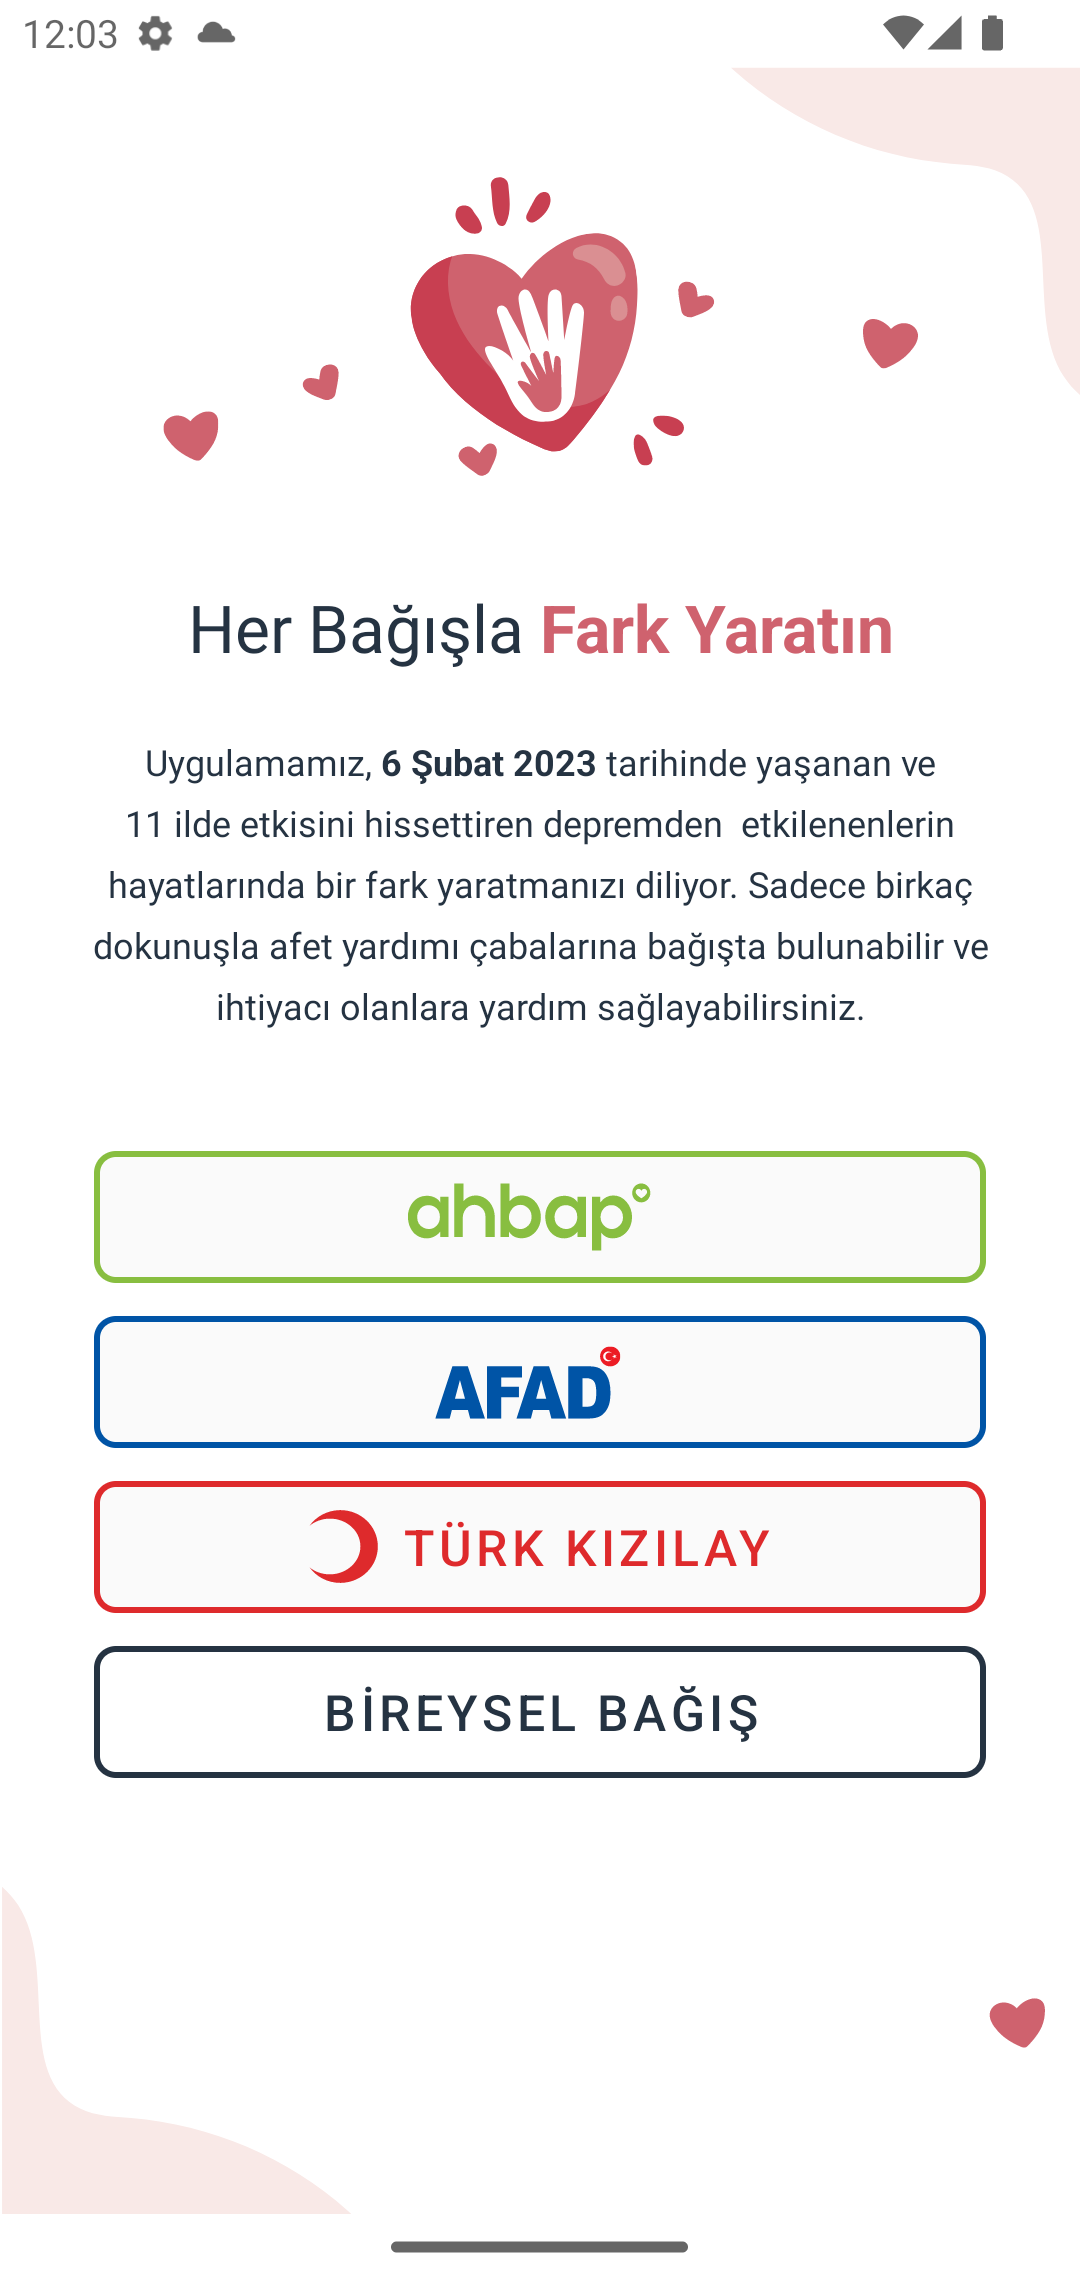 12:03
Her Bağışla Fark Yaratın
Uygulamamız, 6 Şubat 2023 tarihinde yaşanan ve
11 ilde etkisini hissettiren depremden  etkilenenlerin
hayatlarında bir fark yaratmanızı diliyor. Sadece birkaç
dokunuşla afet yardımı çabalarına bağışta bulunabilir ve
ihtiyacı olanlara yardım sağlayabilirsiniz.
ahbap
AFAD
TÜRK KIZILAY
BİREYSEL BAĞIŞ